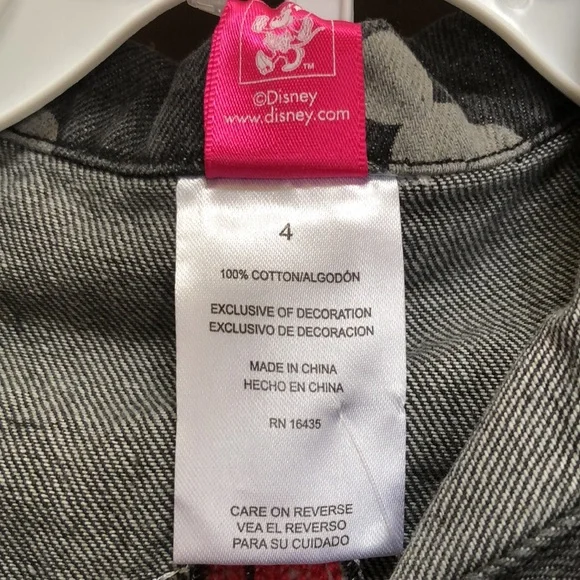 TM
©Disney
www.disney.com
4
100% COTTON/ALGODÓN
EXCLUSIVE OF DECORATION
EXCLUSIVO DE DECORACION
MADE IN CHINA
HECHO EN CHINA
RN 16435
CARE ON REVERSE
VEA EL REVERSO
PARA SU CUIDADO